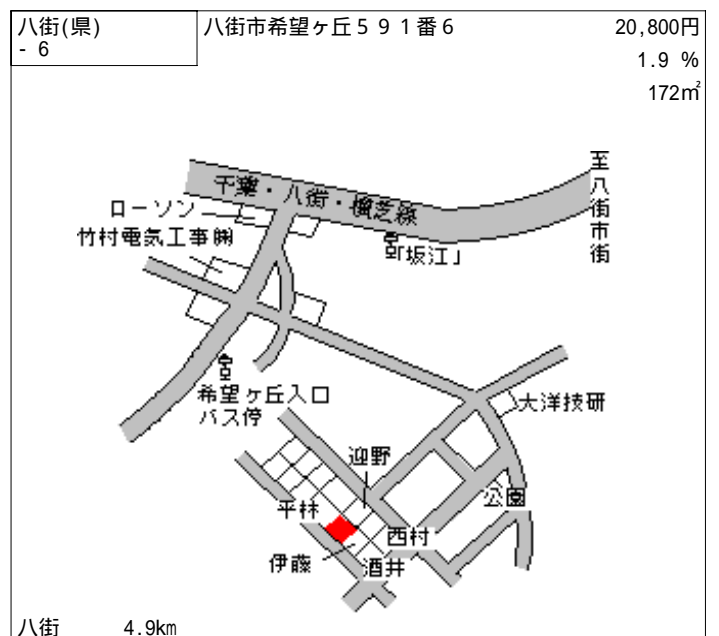 八街(県)
- 6
八街市希望ヶ丘５９１番６
20,800円
1.9 %
172㎡
至八街市街
千葉・八街・横芝線
ローソン
竹村電気工事㈱
「坂江」
希望ヶ丘入口
バス停
大洋技研
迎野
公園
平林
西村
伊藤
酒井
八街 4.9km